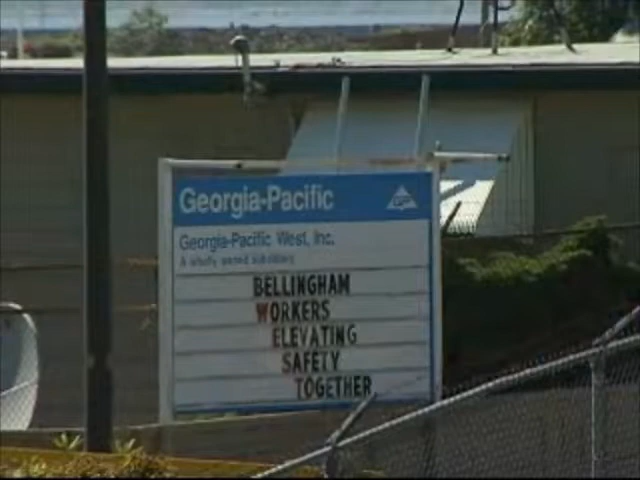 Georgia-Pacific
Georgia-Pacific West, Inc.
A wholly owned subsidiary
BELLINGHAM
WORKERS
ELEVATING
SAFETY
TOGETHER